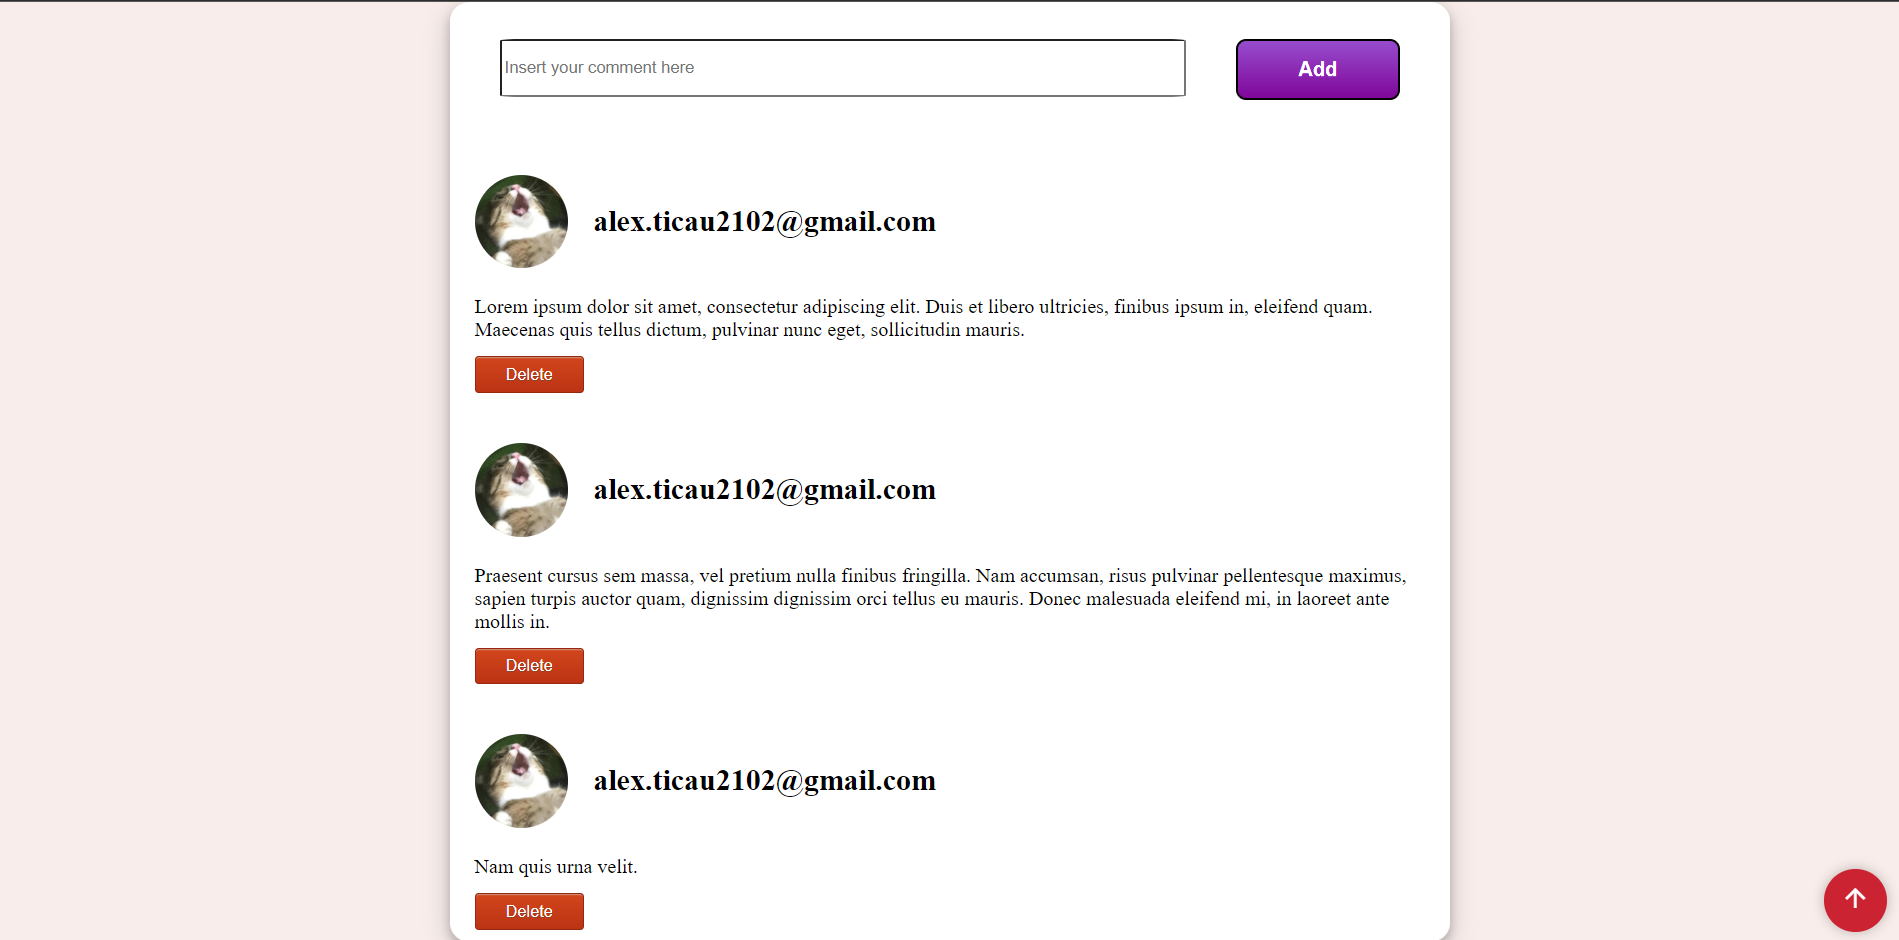 Insert your comment here
Add
alex.ticau2102@gmail.com
Lorem ipsum dolor sit amet, consectetur adipiscing elit. Duis et libero ultricies, finibus ipsum in, eleifend quam.
Maecenas quis tellus dictum, pulvinar nunc eget, sollicitudin mauris.
Delete
alex.ticau2102@gmail.com
Praesent cursus sem massa, vel pretium nulla finibus fringilla. Nam accumsan, risus pulvinar pellentesque maximus,
sapien turpis auctor quam, dignissim dignissim orci tellus eu mauris. Donec malesuada eleifend mi, in laoreet ante
mollis in.
Delete
alex.ticau2102@gmail.com
Nam quis urna velit.
Delete